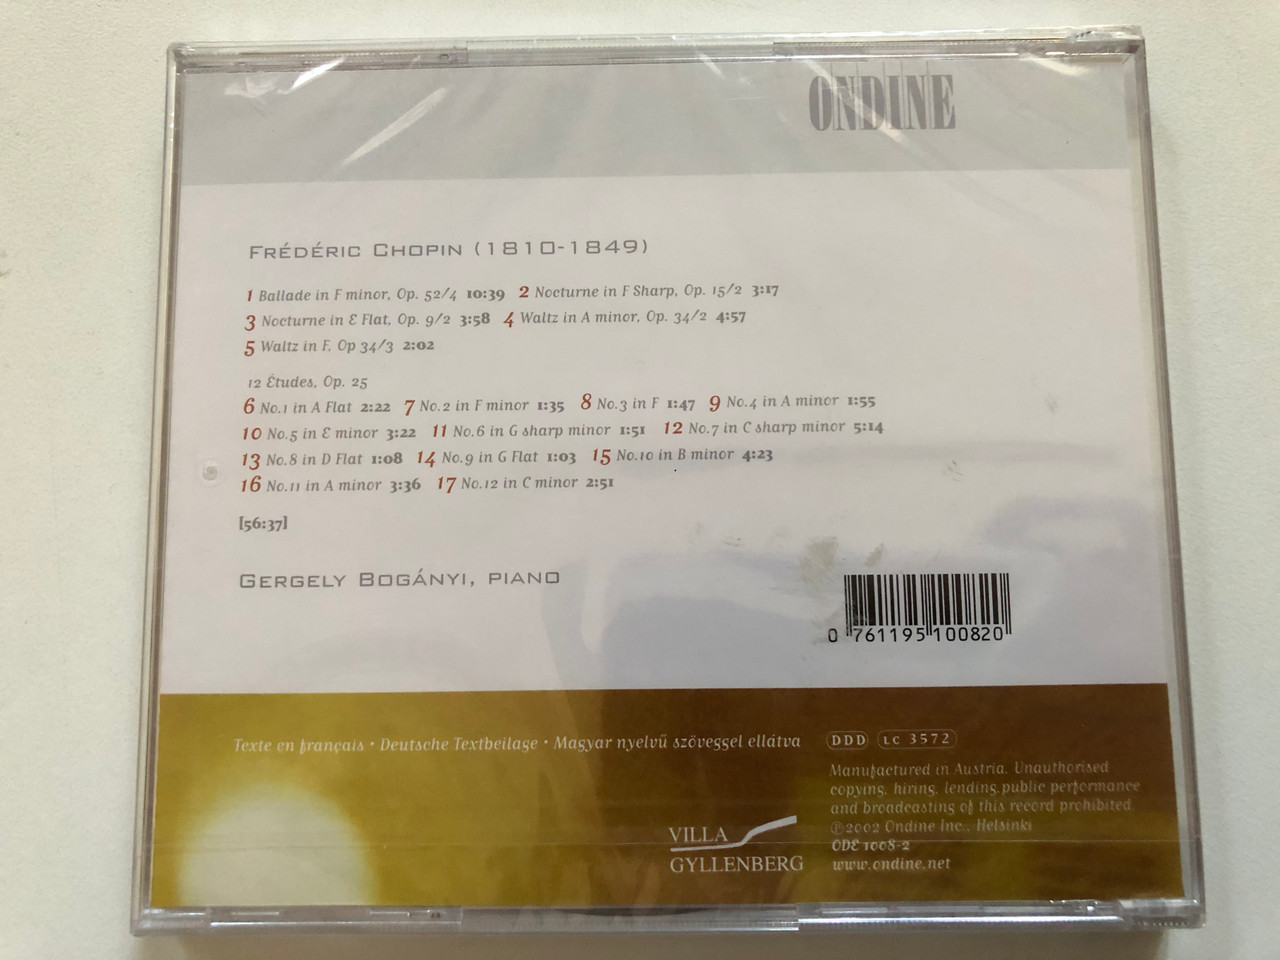 ONDINE
Frédéric Chopin (1810-1849)
1 Ballade in F minor, Op. 52/4 10:39 2 Nocturne in F Sharp, Op. 15/2 3:17
3 Nocturne in E Flat, Op. 9/2 3:58 4 Waltz in A minor, Op. 34/2 4:57
5 Waltz in F, Op 34/3 2:02
12 Études, Op. 25
6 No.1 in A Flat 2:22 7 No.2 in F minor 1:35 8 No.3 in F 1:47 9 No.4 in A minor 1:55
10 No.5 in E minor 3:22 11 No.6 in G sharp minor 1:51 12 No.7 in C sharp minor 5:14
13 No.8 in D Flat 1:08 14 No.9 in G Flat 1:03 15 No.10 in B minor 4:23
16 No.11 in A minor 3:36 17 No.12 in C minor 2:51
[56:37]
Gergely Bogányi, piano
0 761195 100820
Texte en français · Deutsche Textbeilage · Magyar nyelvű szöveggel ellátva DDD LC 3572
Manufactured in Austria. Unauthorised
copying, hiring, lending, public performance
and broadcasting of this record prohibited.
℗2002 Ondine Inc., Helsinki
ODE 1008-2
www.ondine.net
VILLA
GYLLENBERG